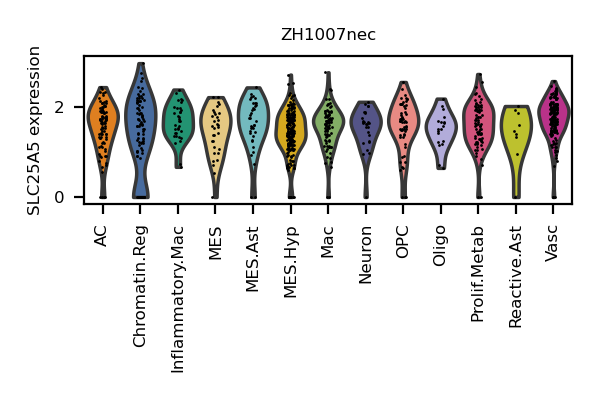 ZH1007nec
SLC25A5 expression
2
0
AC
Chromatin.Reg
Inflammatory.Mac
MES
MES.Ast
MES.Hyp
Mac
Neuron
OPC
Oligo
Prolif.Metab
Reactive.Ast
Vasc